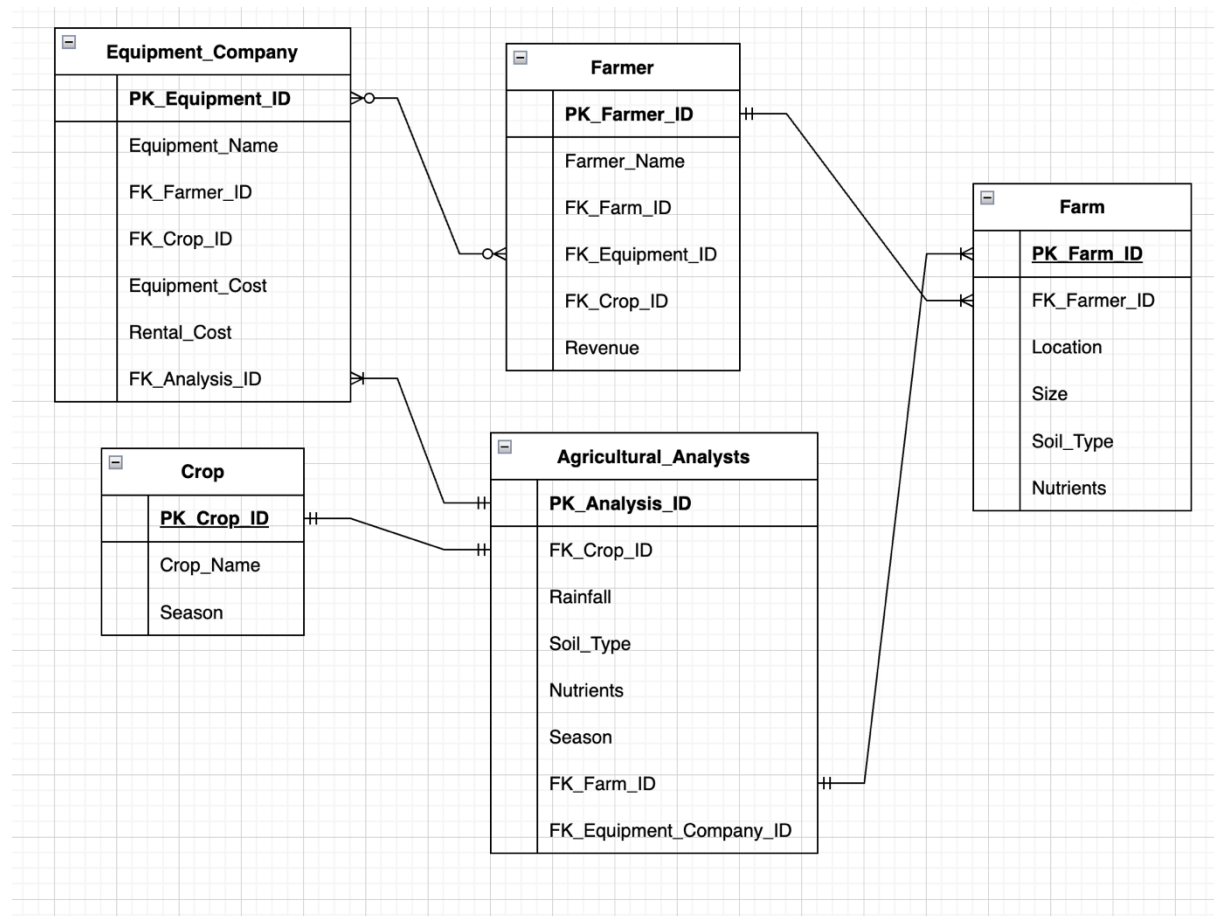 Equipment_Company
PK_Equipment_ID
Equipment_Name
FK_Farmer_ID
FK_Crop_ID
Equipment_Cost
Rental_Cost
FK_Analysis_ID
Farmer
PK_Farmer_ID
Farmer_Name
FK_Farm_ID
FK_Equipment_ID
FK_Crop_ID
Revenue
Farm
PK_Farm_ID
FK_Farmer_ID
Location
Size
Soil_Type
Nutrients
Crop
PK_Crop_ID
Crop_Name
Season
Agricultural_Analysts
PK_Analysis_ID
FK_Crop_ID
Rainfall
Soil_Type
Nutrients
Season
FK_Farm_ID
FK_Equipment_Company_ID